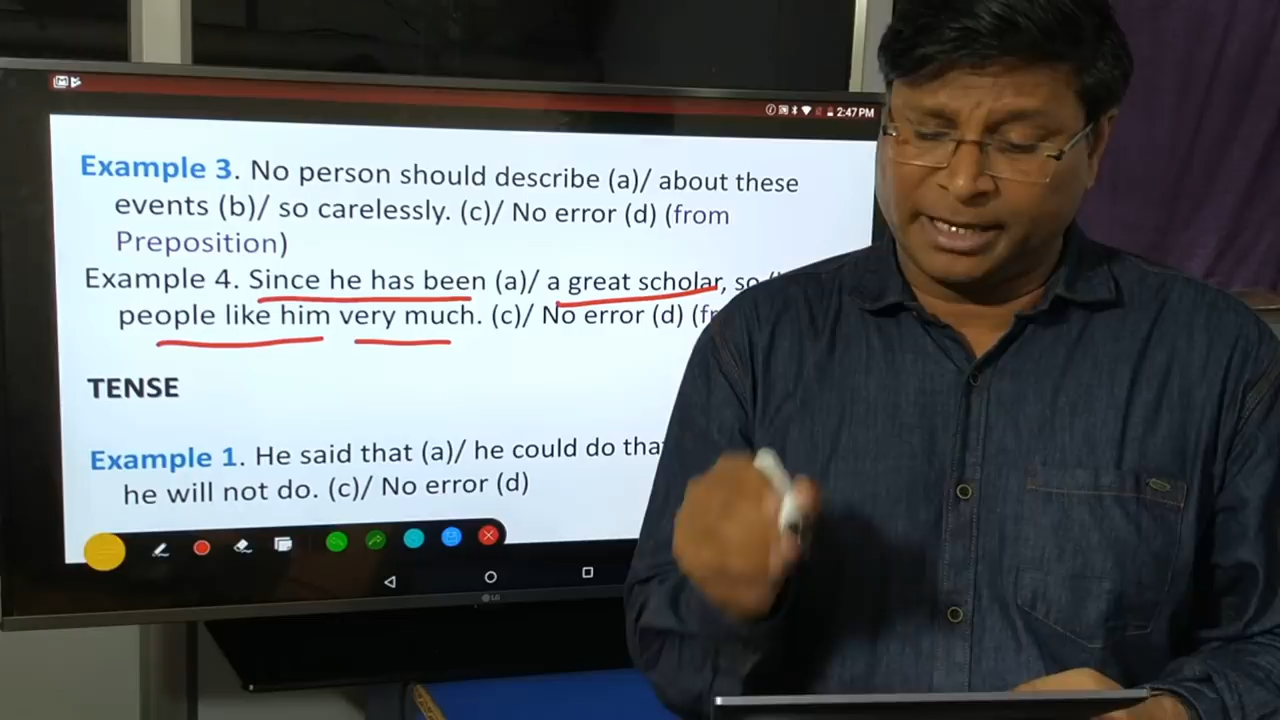 2:47 PM
Example 3. No person should describe (a)/ about these
events (b)/ so carelessly. (c)/ No error (d) (from
Preposition)
Example 4. Since he has been (a)/ a great scholar, so
people like him very much. (c)/ No error (d)
TENSE
Example 1. He said that (a)/ he could do
he will not do. (c)/ No error (d)
LG